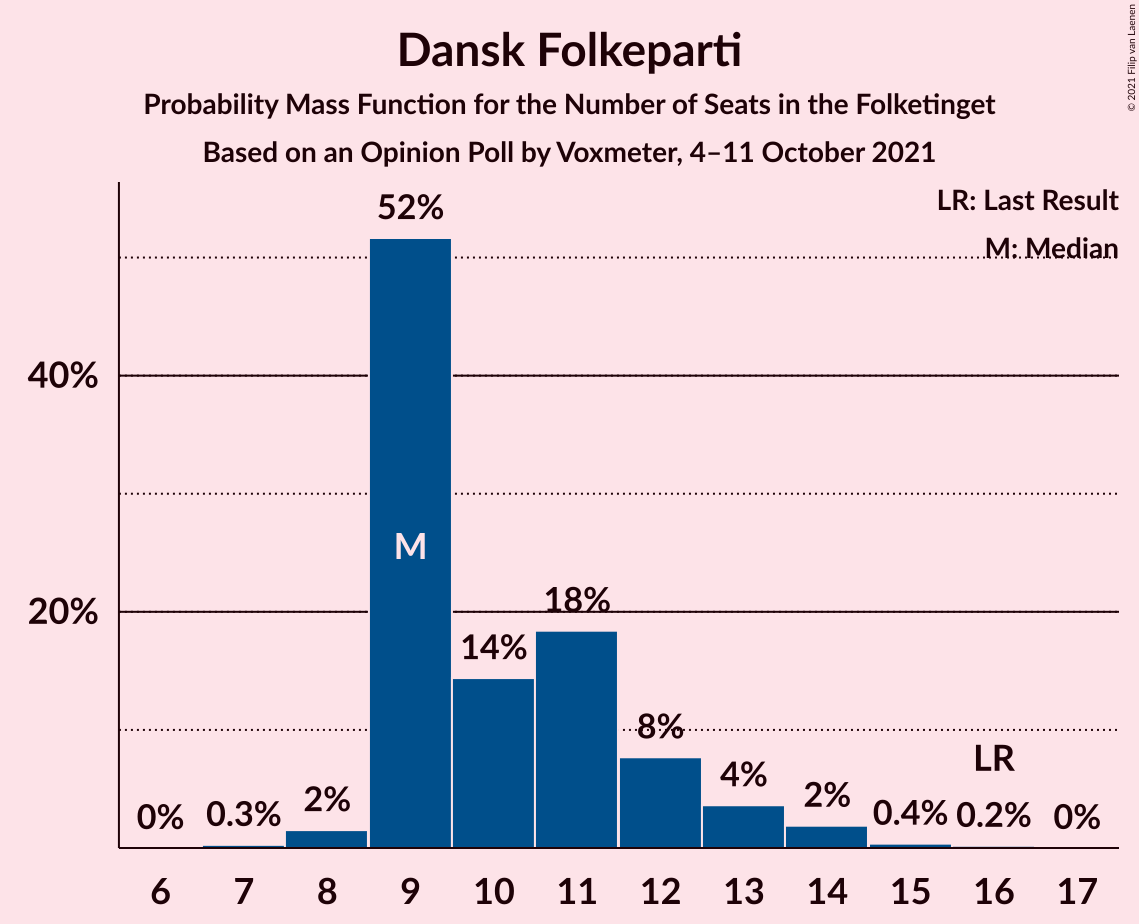 Dansk Folkeparti
Probability Mass Function for the Number of Seats in the Folketinget
Based on an Opinion Poll by Voxmeter, 4–11 October 2021
© 2021 Filip van Laenen
LR: Last Result
M: Median
52%
40%
M
20%
18%
14%
8%
LR
4%
2%
2%
0.4%
0.2%
0%
0.3%
0%
6 7 8 9 10 11 12 13 14 15 16 17